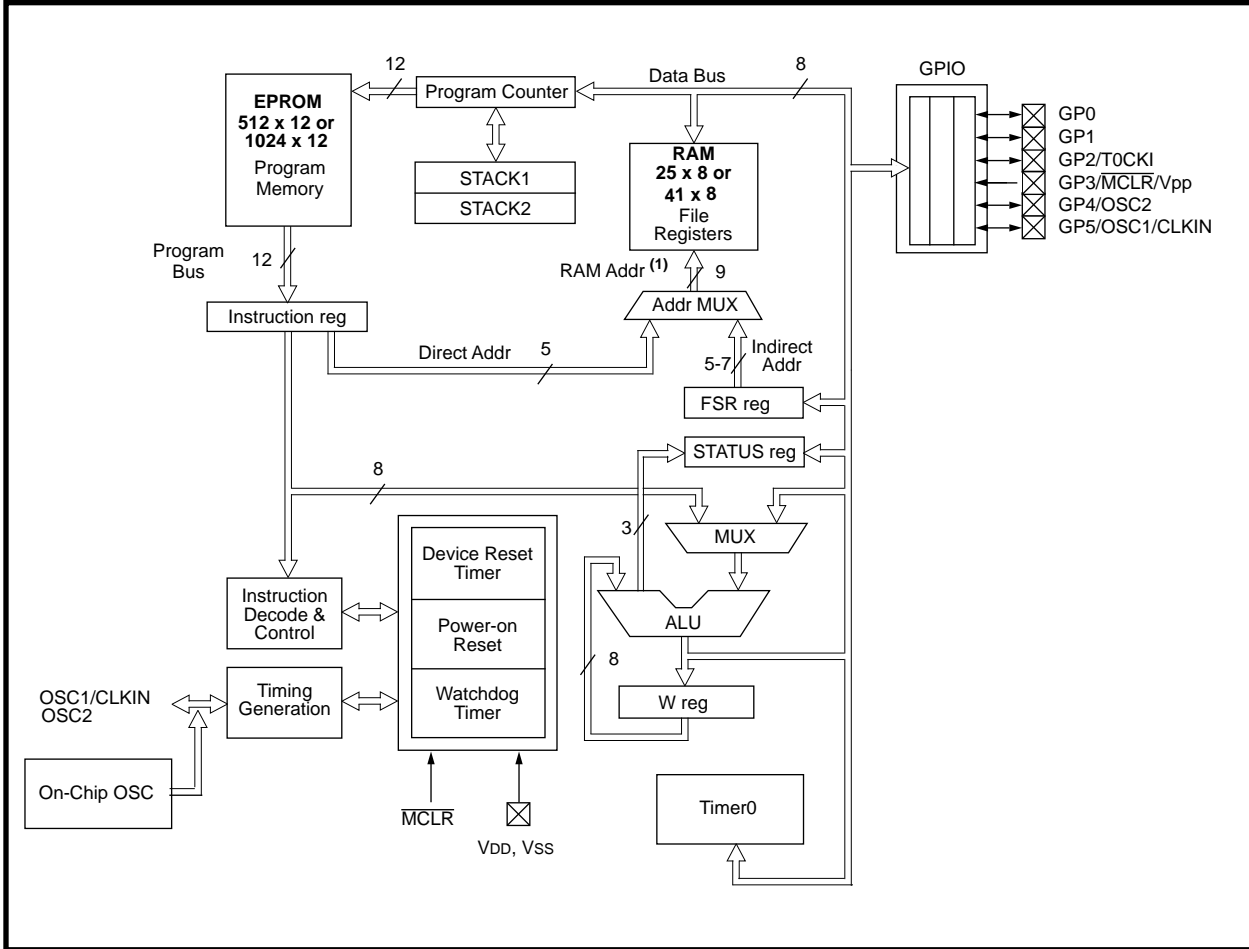 12
Program Counter
Data Bus
8
GPIO
EPROM
512 x 12 or
1024 x 12
Program
Memory
STACK1
STACK2
RAM
25 x 8 or
41 x 8
File
Registers
GP0
GP1
GP2/T0CKI
GP3/MCLR/Vpp
GP4/OSC2
GP5/OSC1/CLKIN
Program
Bus
12
RAM Addr (1)
9
Instruction reg
Addr MUX
Direct Addr
5
5-7
Indirect
Addr
FSR reg
STATUS reg
8
3
MUX
Device Reset
Timer
Instruction
Decode &
Control
Power-on
Reset
ALU
8
OSC1/CLKIN
OSC2
Timing
Generation
Watchdog
Timer
W reg
On-Chip OSC
MCLR
VDD, VSS
Timer0